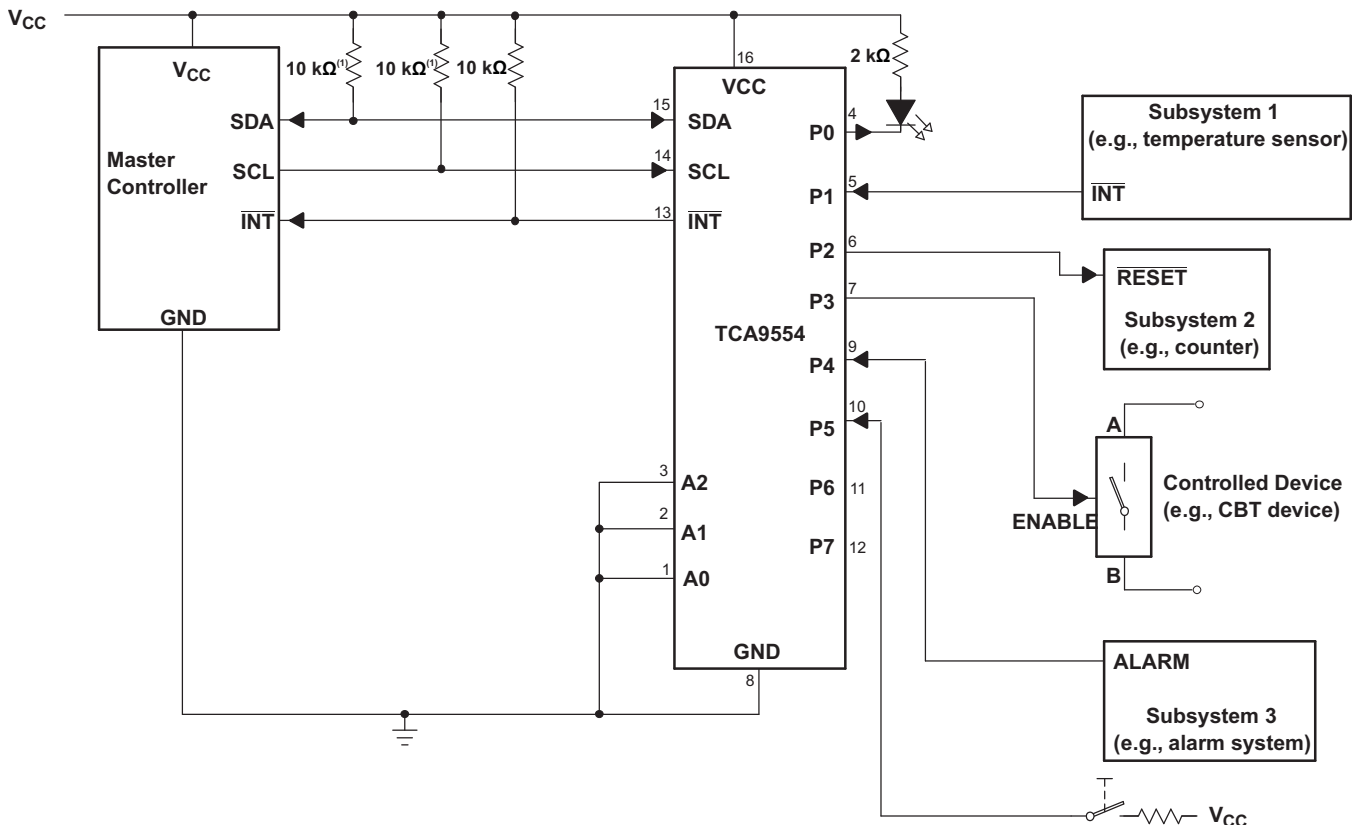 VCC
VCC
10 kΩ(1)
10 kΩ(1)
10 kΩ
2 kΩ
Master
Controller
SDA
SCL
INT
GND
16
VCC
15
SDA
14
SCL
13
INT
TCA9554
3
A2
2
A1
1
A0
GND
8
P0
4
P1
5
P2
6
P3
7
P4
9
P5
10
P6
11
P7
12
Subsystem 1
(e.g., temperature sensor)
INT
RESET
Subsystem 2
(e.g., counter)
A
ENABLE
B
Controlled Device
(e.g., CBT device)
ALARM
Subsystem 3
(e.g., alarm system)
VCC